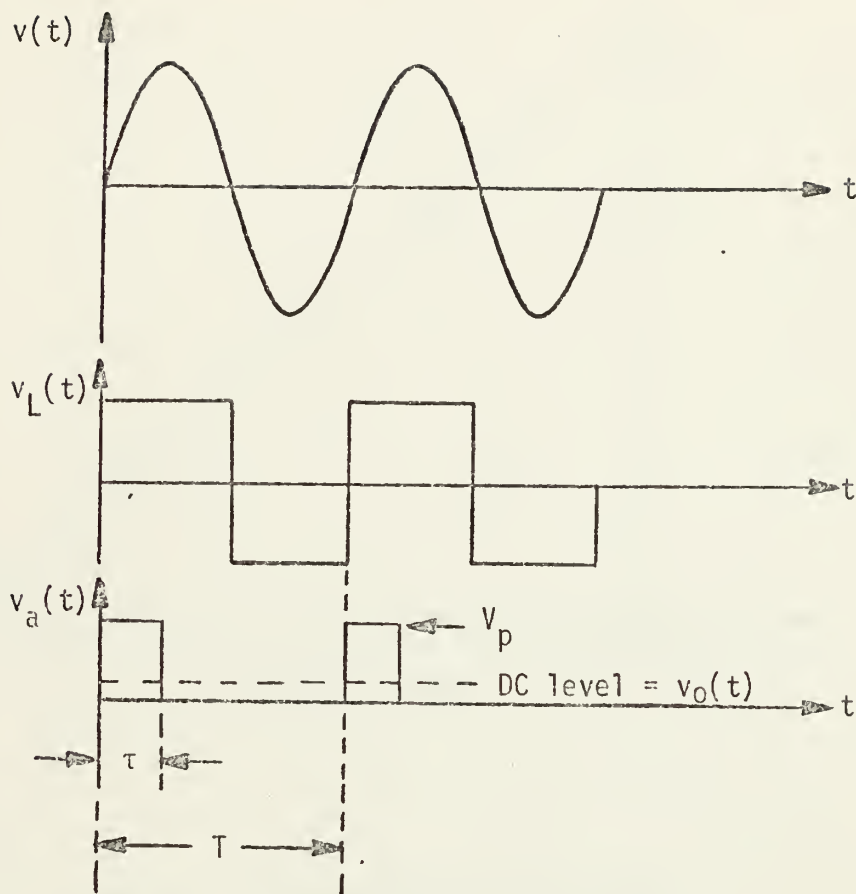 v(t)
t
v_L(t)
t
v_a(t)
V_p
DC level = v_0(t)
t
τ
T